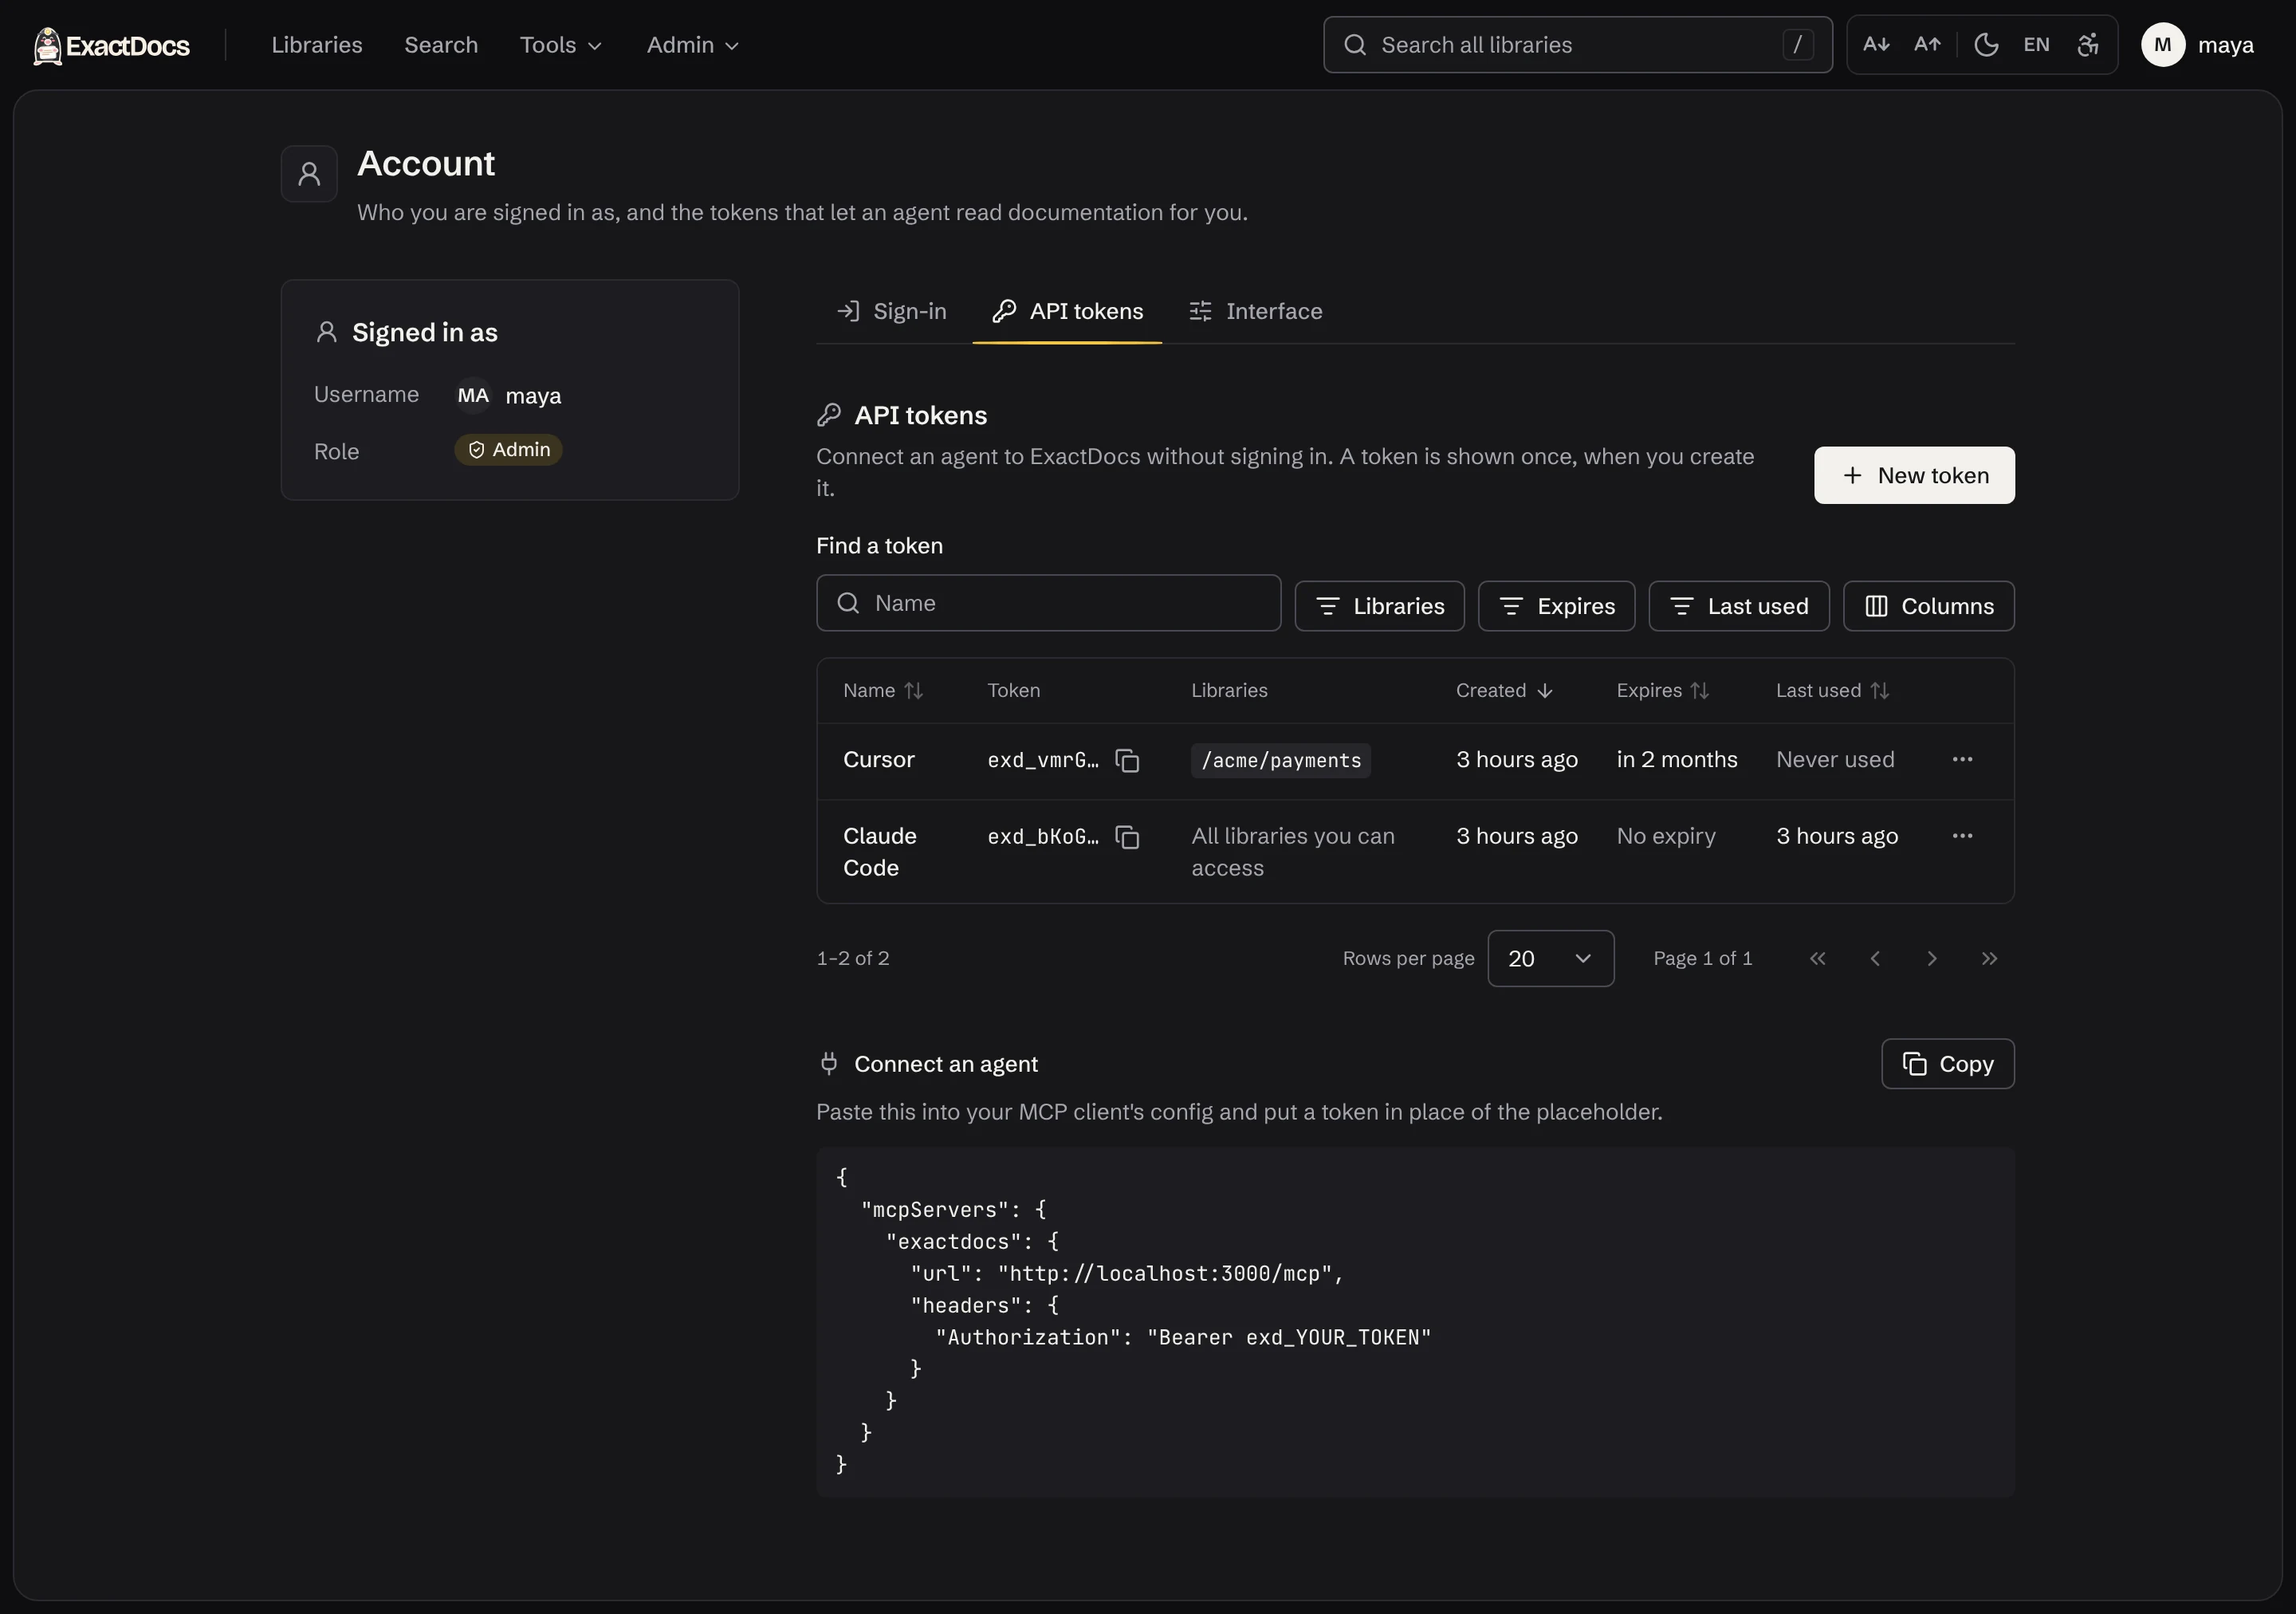 ExactDocs
Libraries Search Tools Admin
Search all libraries /
A A EN
M maya
Account
Who you are signed in as, and the tokens that let an agent read documentation for you.
Signed in as
Username MA maya
Role Admin
Sign-in API tokens Interface
API tokens
Connect an agent to ExactDocs without signing in. A token is shown once, when you create
it.
New token
Find a token
Name Libraries Expires Last used Columns
Name Token Libraries Created Expires Last used
Cursor exd_vmrG… /acme/payments 3 hours ago in 2 months Never used
Claude exd_bKoG… All libraries you can 3 hours ago No expiry 3 hours ago
Code access
1–2 of 2 Rows per page 20 Page 1 of 1
Connect an agent Copy
Paste this into your MCP client's config and put a token in place of the placeholder.
{
  "mcpServers": {
    "exactdocs": {
      "url": "http://localhost:3000/mcp",
      "headers": {
        "Authorization": "Bearer exd_YOUR_TOKEN"
      }
    }
  }
}